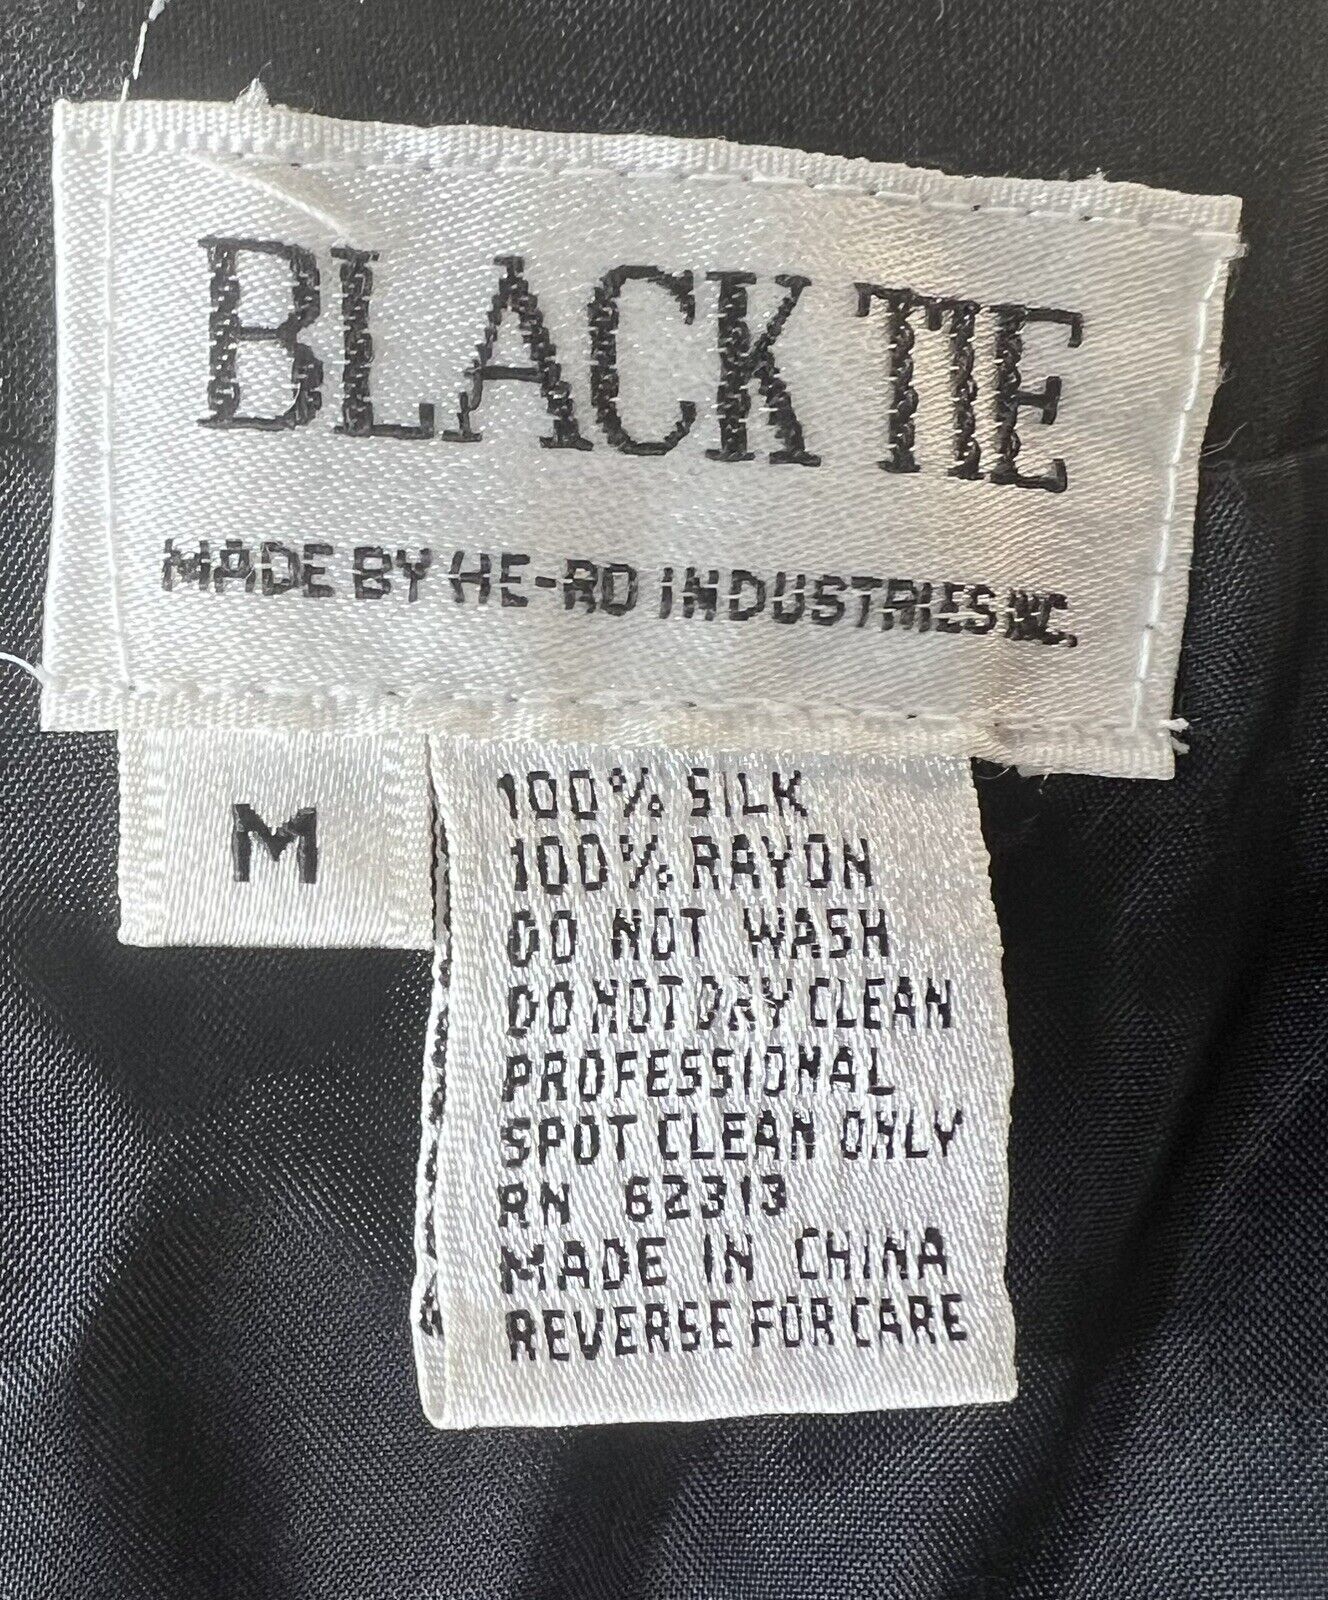 BLACK TIE
MADE BY HE-RO INDUSTRIES INC.
M
100% SILK
100% RAYON
DO NOT WASH
DO NOT DRY CLEAN
PROFESSIONAL
SPOT CLEAN ONLY
RN 62313
MADE IN CHINA
REVERSE FOR CARE